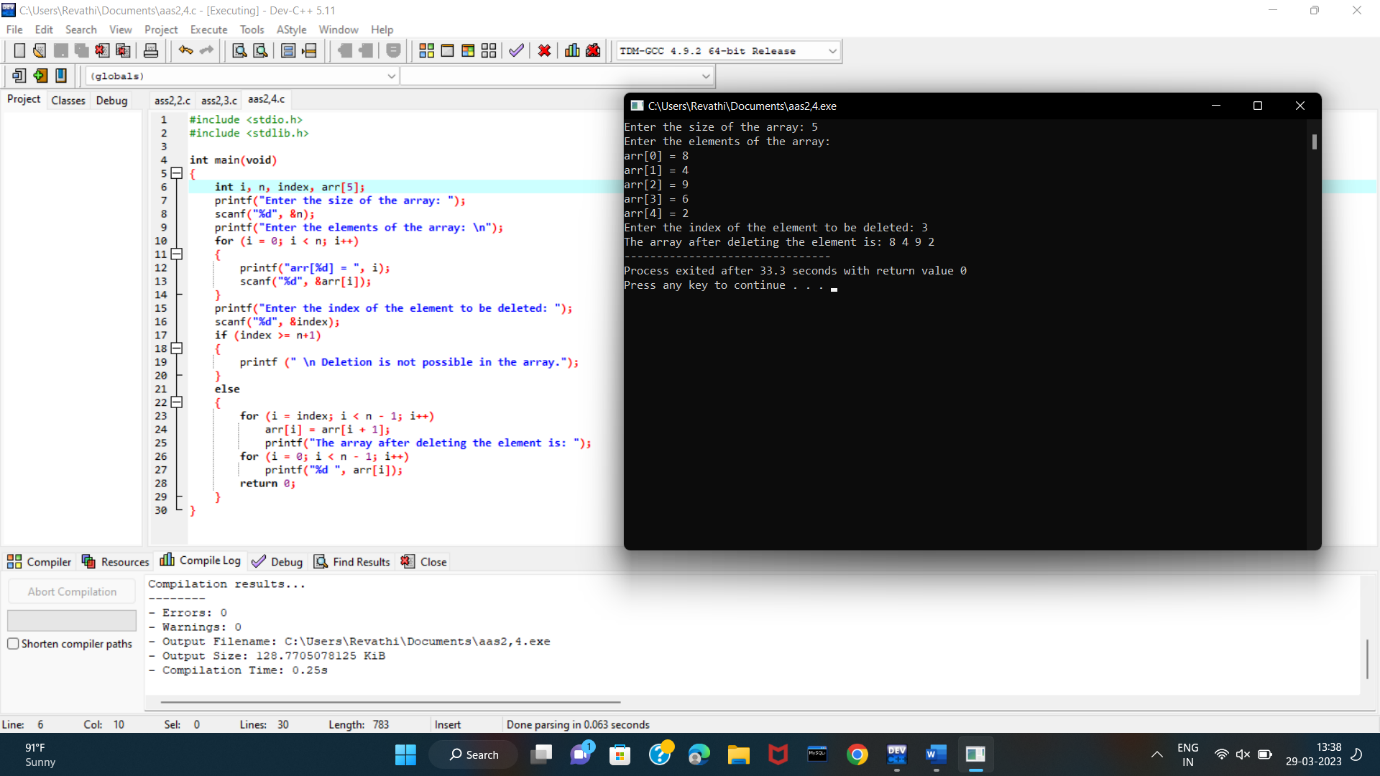 C:\Users\Revathi\Documents\aas2,4.c - [Executing] - Dev-C++ 5.11
File Edit Search View Project Execute Tools AStyle Window Help
TDM-GCC 4.9.2 64-bit Release
(globals)
Project Classes Debug
ass2,2.c ass2,3.c aas2,4.c
1 #include <stdio.h>
2 #include <stdlib.h>
3
4 int main(void)
5 {
6 int i, n, index, arr[5];
7 printf("Enter the size of the array: ");
8 scanf("%d", &n);
9 printf("Enter the elements of the array: \n");
10 for (i = 0; i < n; i++)
11 {
12 printf("arr[%d] = ", i);
13 scanf("%d", &arr[i]);
14 }
15 printf("Enter the index of the element to be deleted: ");
16 scanf("%d", &index);
17 if (index >= n+1)
18 {
19 printf (" \n Deletion is not possible in the array.");
20 }
21 else
22 {
23 for (i = index; i < n - 1; i++)
24 arr[i] = arr[i + 1];
25 printf("The array after deleting the element is: ");
26 for (i = 0; i < n - 1; i++)
27 printf("%d ", arr[i]);
28 return 0;
29 }
30 }
C:\Users\Revathi\Documents\aas2,4.exe
Enter the size of the array: 5
Enter the elements of the array:
arr[0] = 8
arr[1] = 4
arr[2] = 9
arr[3] = 6
arr[4] = 2
Enter the index of the element to be deleted: 3
The array after deleting the element is: 8 4 9 2
--------------------------------
Process exited after 33.3 seconds with return value 0
Press any key to continue . . .
Compiler Resources Compile Log Debug Find Results Close
Abort Compilation
Shorten compiler paths
Compilation results...
--------
- Errors: 0
- Warnings: 0
- Output Filename: C:\Users\Revathi\Documents\aas2,4.exe
- Output Size: 128.7705078125 KiB
- Compilation Time: 0.25s
Line: 6 Col: 10 Sel: 0 Lines: 30 Length: 783 Insert Done parsing in 0.063 seconds
91°F
Sunny
Search
1
DEV
ENG
IN
13:38
29-03-2023